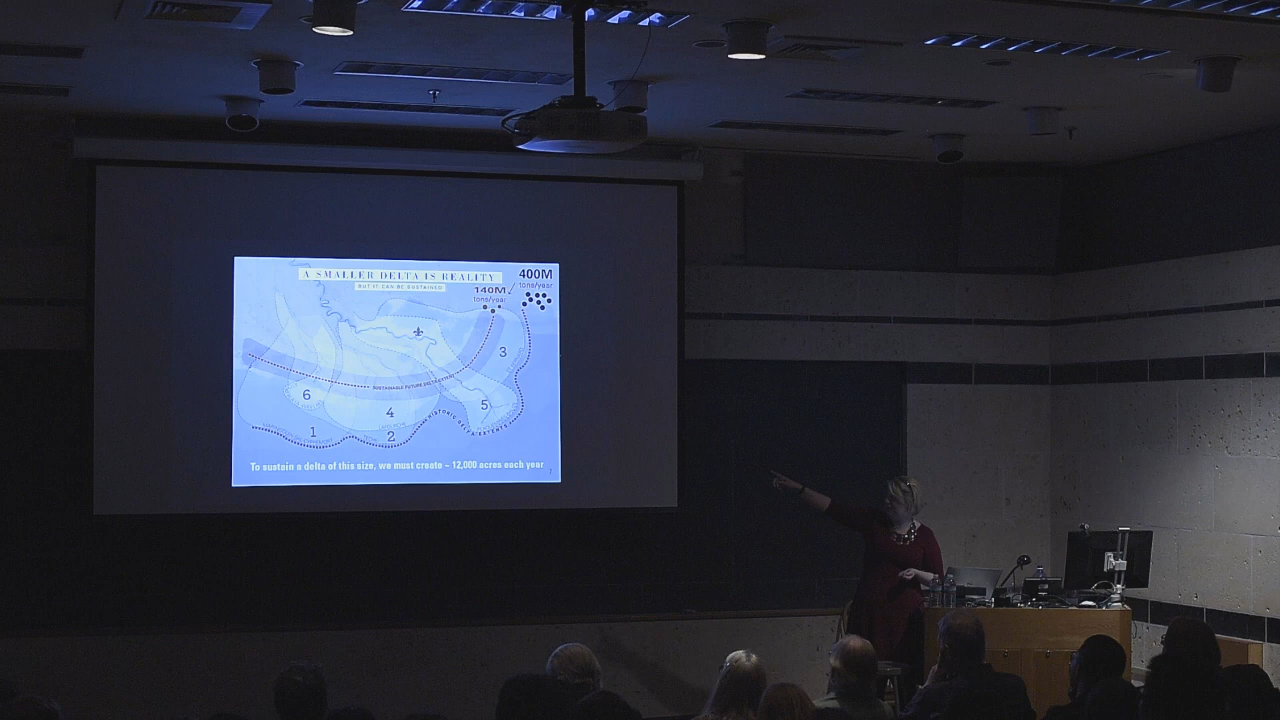 A SMALLER DELTA IS REALITY
BUT IT CAN BE SUSTAINED
400M
tons/year
140M
tons/year
3
SUSTAINABLE FUTURE DELTA EXTENT
6
4
5
1
2
HISTORIC DELTA EXTENTS
To sustain a delta of this size, we must create ~ 12,000 acres each year
7